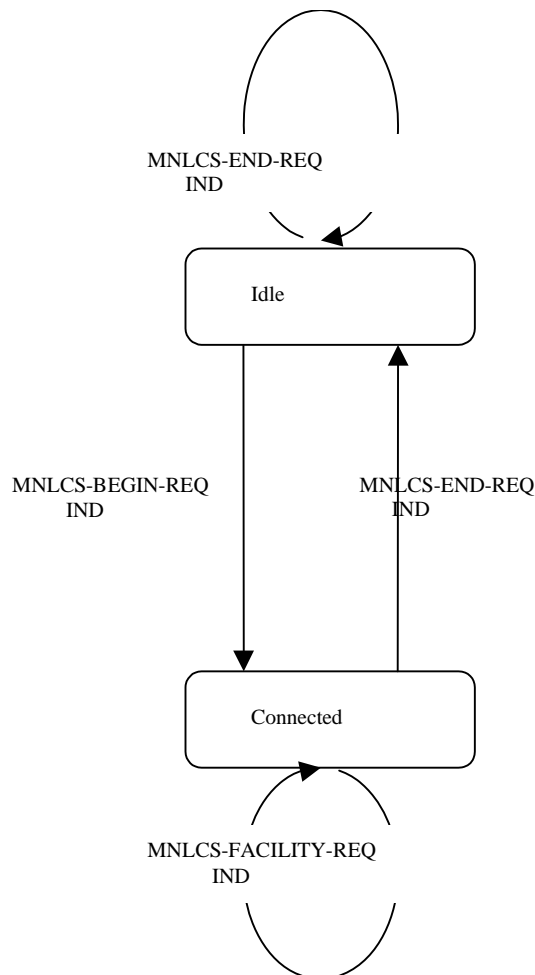 MNLCS-END-REQ
IND
Idle
MNLCS-BEGIN-REQ
IND
MNLCS-END-REQ
IND
Connected
MNLCS-FACILITY-REQ
IND